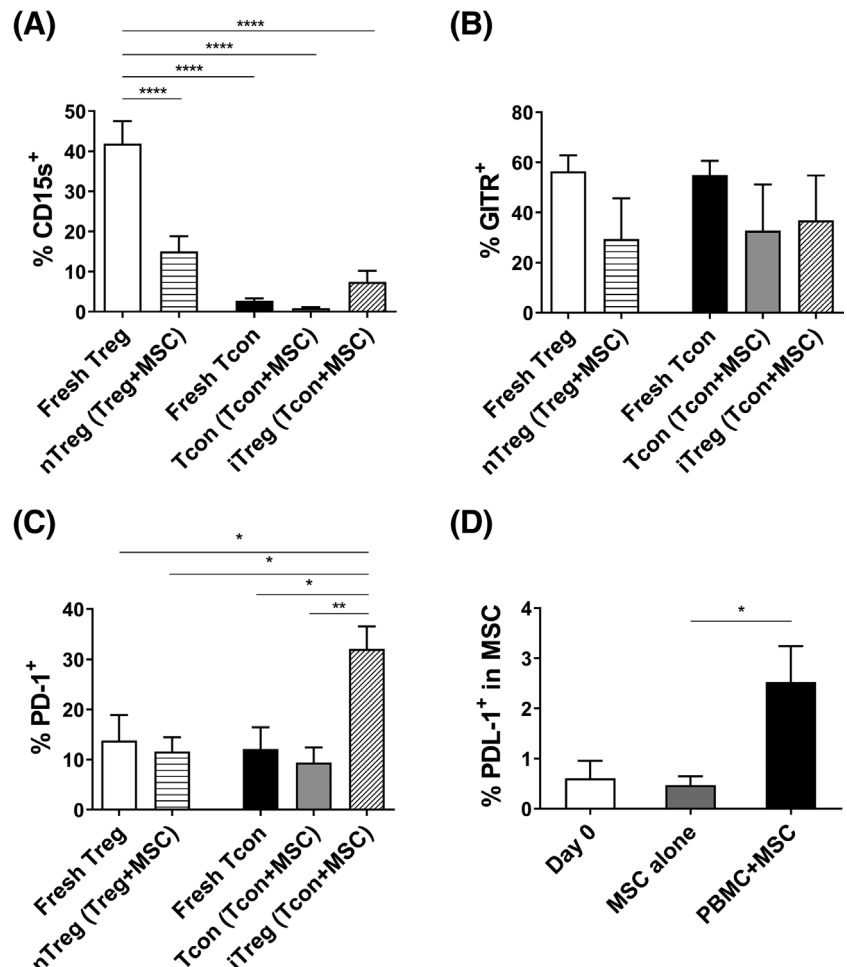 (A)
****
****
****
****
% CD15s+
50
40
30
20
10
0
Fresh Treg
nTreg (Treg+MSC)
Fresh Tcon
Tcon (Tcon+MSC)
iTreg (Tcon+MSC)
(B)
% GITR+
80
60
40
20
0
Fresh Treg
nTreg (Treg+MSC)
Fresh Tcon
Tcon (Tcon+MSC)
iTreg (Tcon+MSC)
(C)
*
*
*
**
% PD-1+
40
30
20
10
0
Fresh Treg
nTreg (Treg+MSC)
Fresh Tcon
Tcon (Tcon+MSC)
iTreg (Tcon+MSC)
(D)
*
% PDL-1+ in MSC
4
3
2
1
0
Day 0
MSC alone
PBMC+MSC